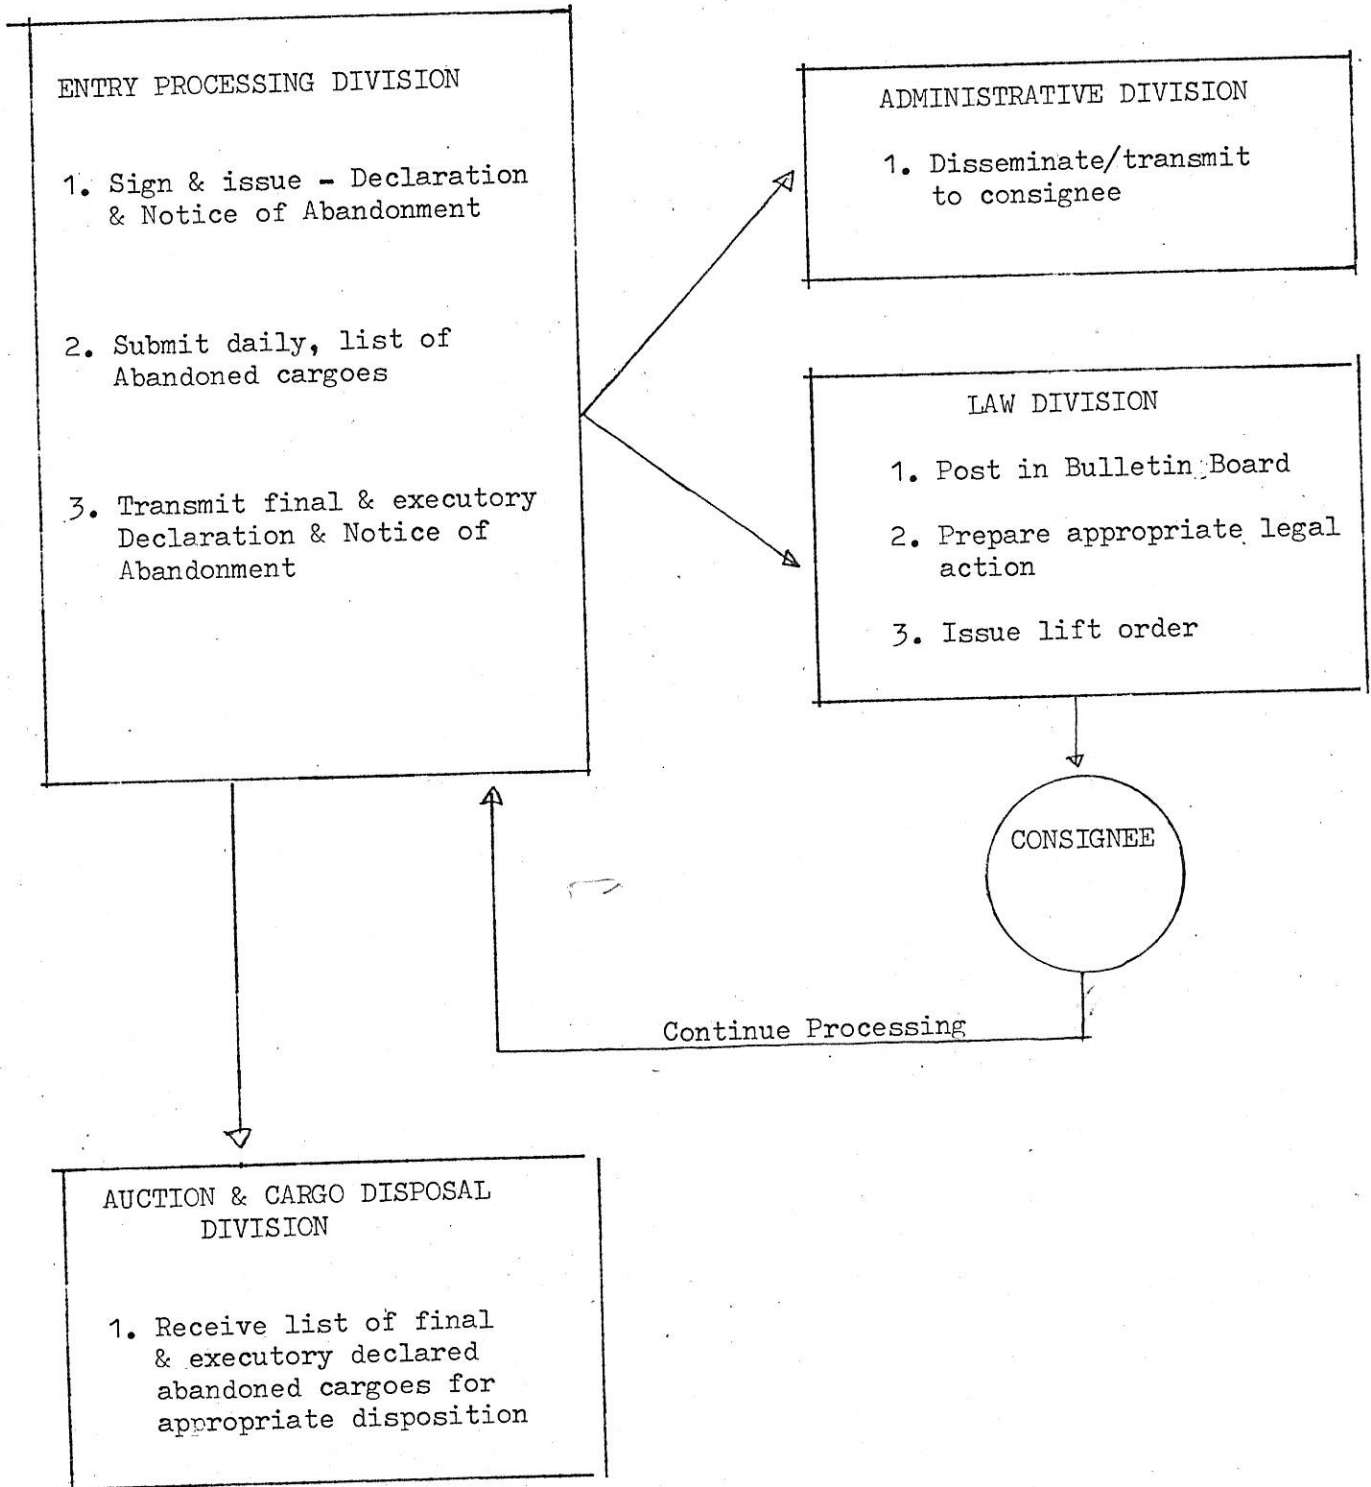 ENTRY PROCESSING DIVISION
1. Sign & issue - Declaration
& Notice of Abandonment
2. Submit daily, list of
Abandoned cargoes
3. Transmit final & executory
Declaration & Notice of
Abandonment
ADMINISTRATIVE DIVISION
1. Disseminate/transmit
to consignee
LAW DIVISION
1. Post in Bulletin Board
2. Prepare appropriate legal
action
3. Issue lift order
CONSIGNEE
Continue Processing
AUCTION & CARGO DISPOSAL
DIVISION
1. Receive list of final
& executory declared
abandoned cargoes for
appropriate disposition